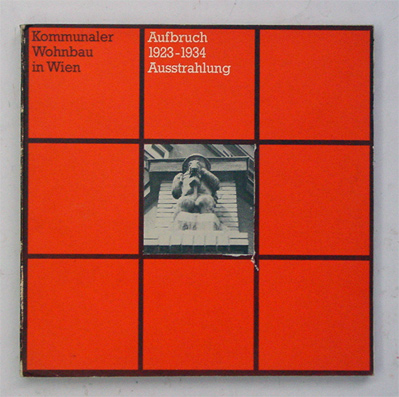 Kommunaler
Wohnbau
in Wien
Aufbruch
1923-1934
Ausstrahlung